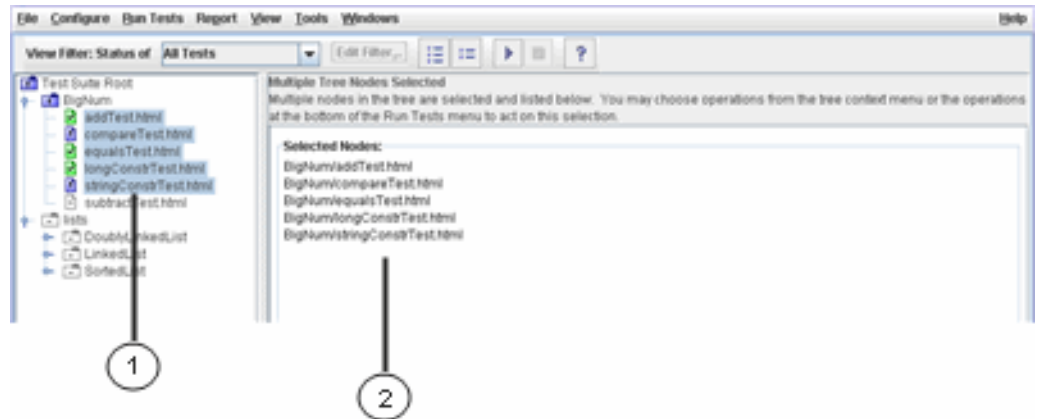 File Configure Run Tests Report View Tools Windows Help
View Filter: Status of All Tests Edit Filter...
Test Suite Root
BigNum
addTest.html
compareTest.html
equalsTest.html
longConstrTest.html
stringConstrTest.html
subtractTest.html
lists
DoublyLinkedList
LinkedList
SortedList
Multiple Tree Nodes Selected
Multiple nodes in the tree are selected and listed below. You may choose operations from the tree context menu or the operations
at the bottom of the Run Tests menu to act on this selection.
Selected Nodes:
BigNum/addTest.html
BigNum/compareTest.html
BigNum/equalsTest.html
BigNum/longConstrTest.html
BigNum/stringConstrTest.html
1
2